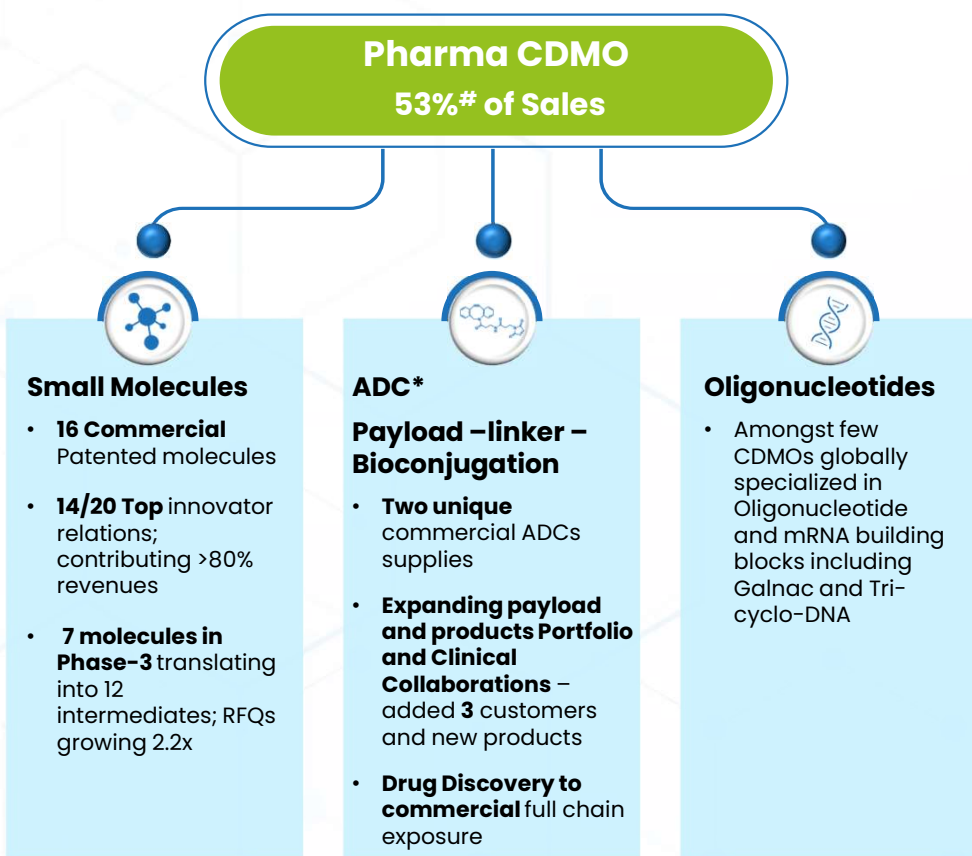 Pharma CDMO
53%# of Sales
Small Molecules
• 16 Commercial
Patented molecules
• 14/20 Top innovator
relations;
contributing >80%
revenues
• 7 molecules in
Phase-3 translating
into 12
intermediates; RFQs
growing 2.2x
ADC*
Payload –linker –
Bioconjugation
• Two unique
commercial ADCs
supplies
• Expanding payload
and products Portfolio
and Clinical
Collaborations –
added 3 customers
and new products
• Drug Discovery to
commercial full chain
exposure
Oligonucleotides
• Amongst few
CDMOs globally
specialized in
Oligonucleotide
and mRNA building
blocks including
Galnac and Tri-
cyclo-DNA